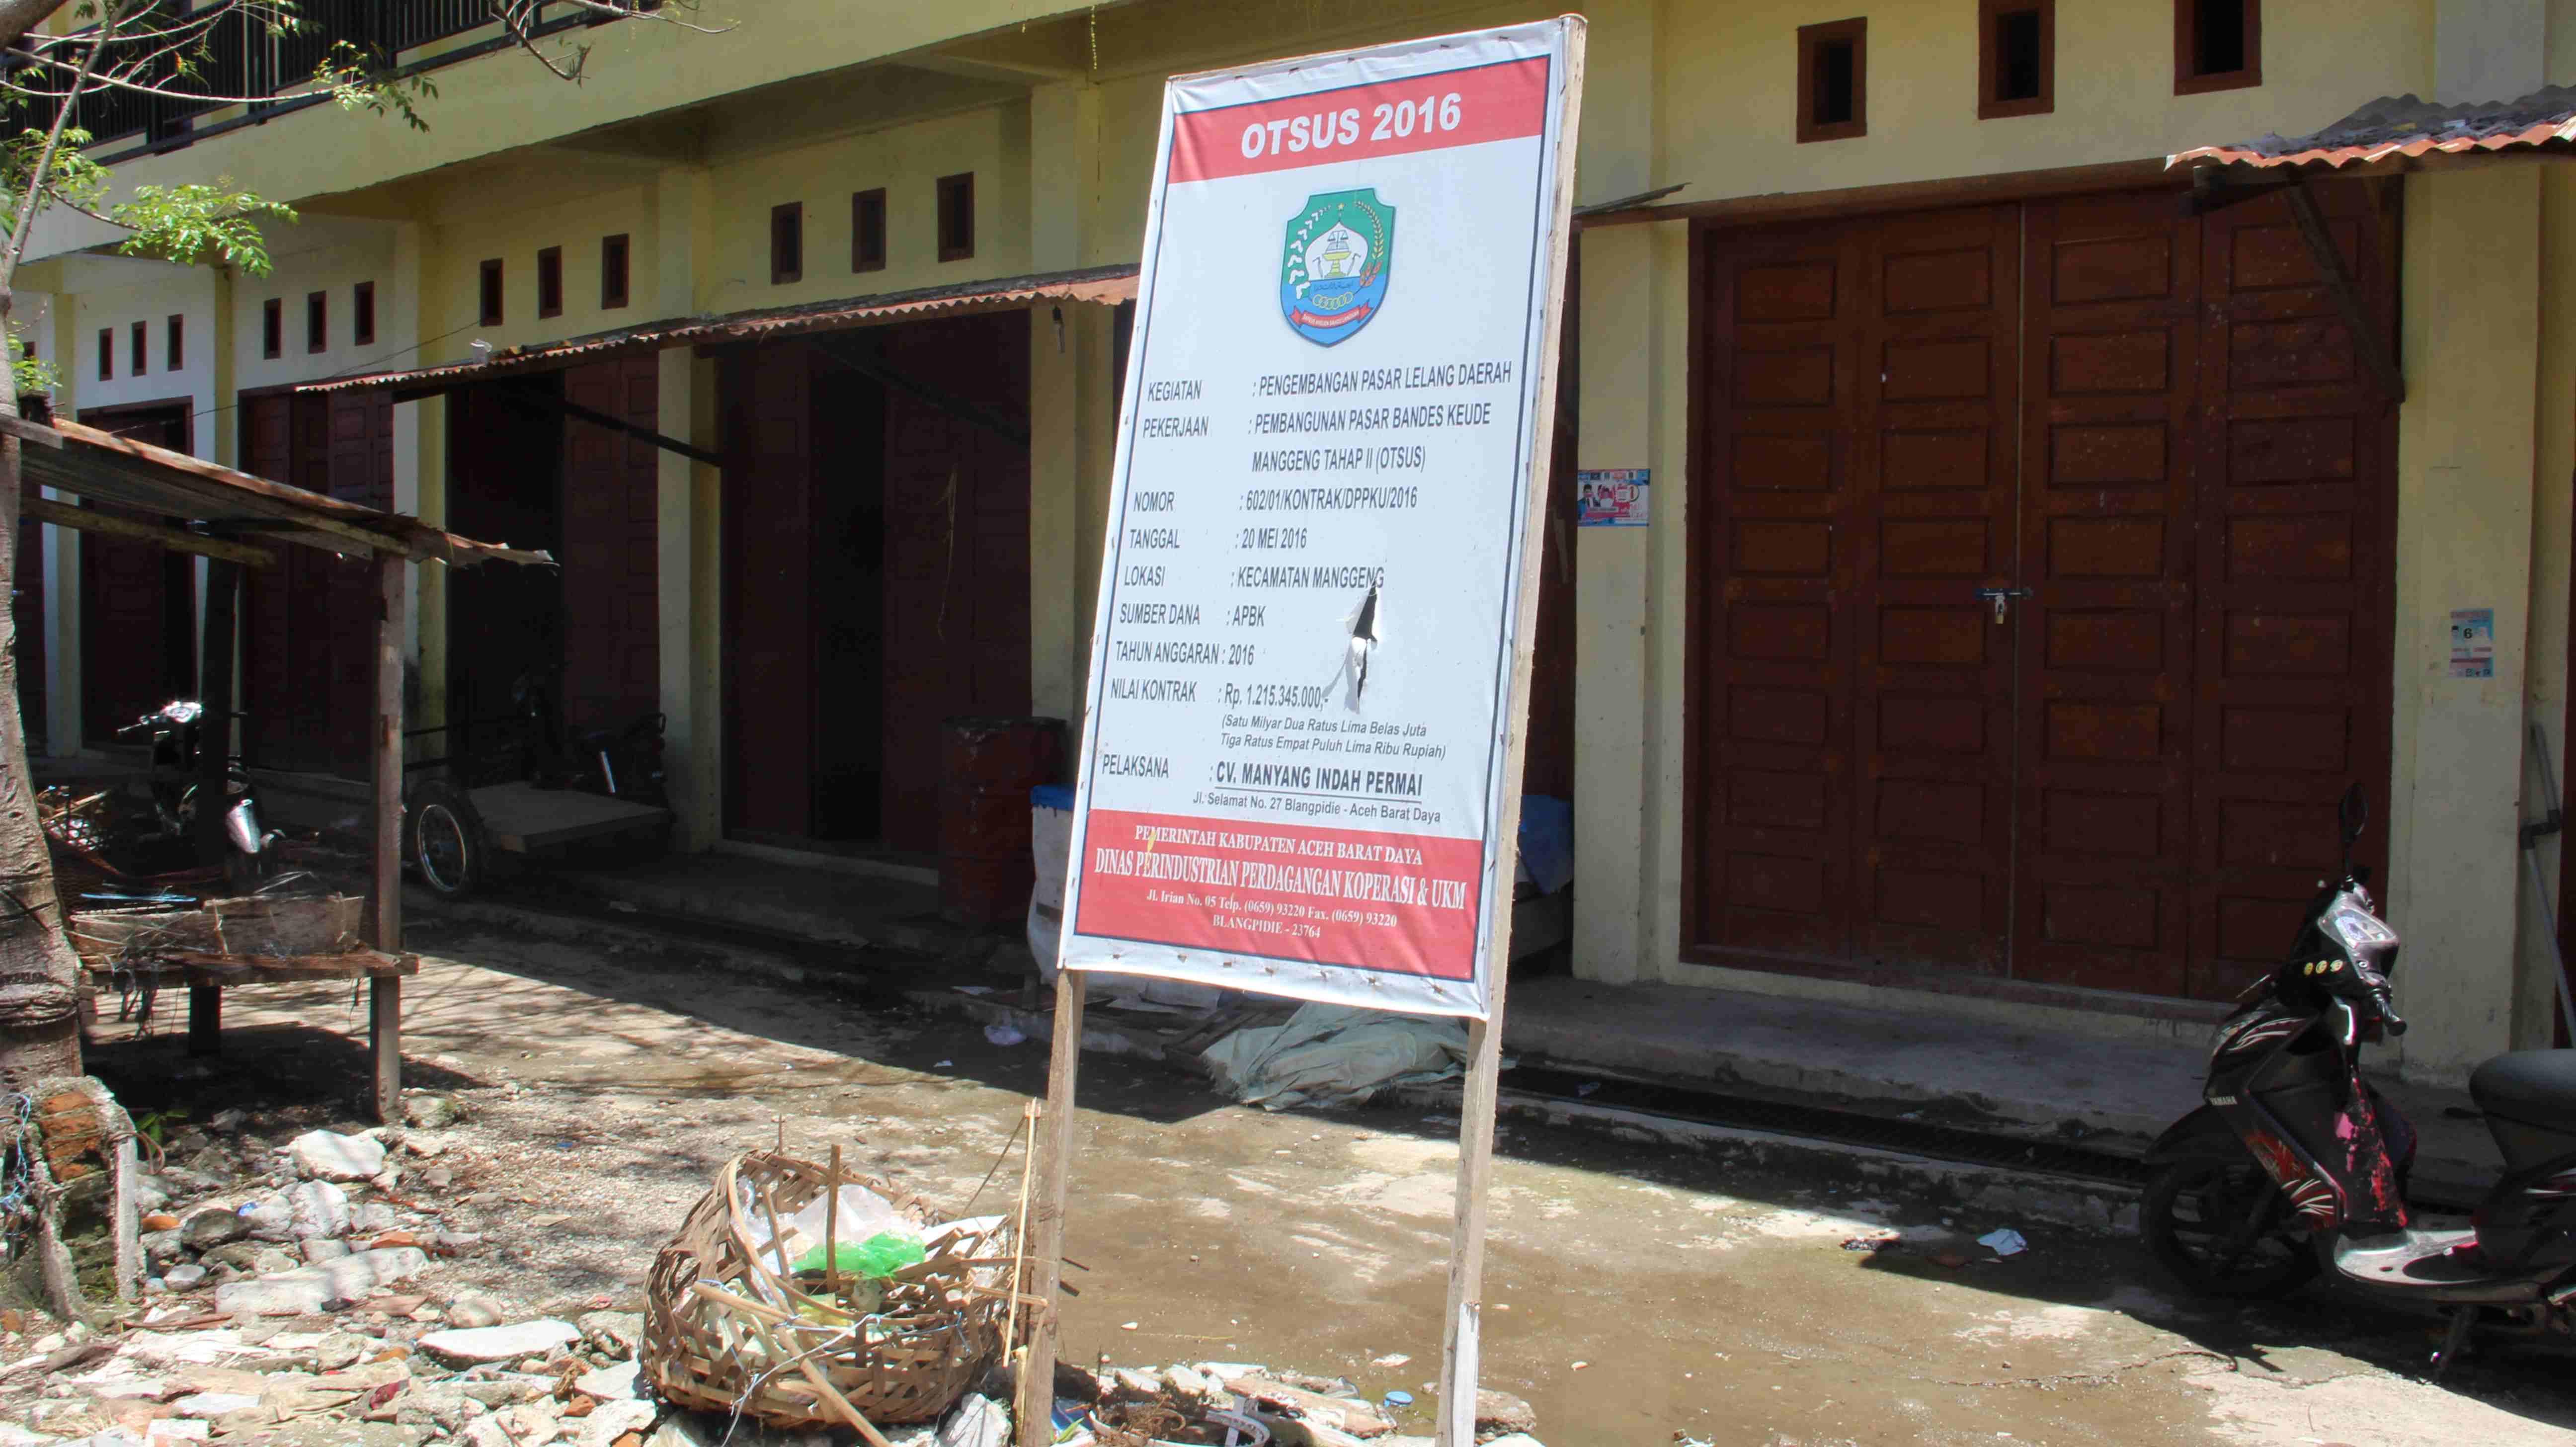 OTSUS 2016
KEGIATAN : PENGEMBANGAN PASAR LELANG DAERAH
PEKERJAAN : PEMBANGUNAN PASAR BANDES KEUDE
MANGGENG TAHAP II (OTSUS)
NOMOR : 602/01/KONTRAK/DPPKU/2016
TANGGAL : 20 MEI 2016
LOKASI : KECAMATAN MANGGENG
SUMBER DANA : APBK
TAHUN ANGGARAN : 2016
NILAI KONTRAK : Rp. 1.215.345.000,-
(Satu Milyar Dua Ratus Lima Belas Juta
Tiga Ratus Empat Puluh Lima Ribu Rupiah)
PELAKSANA : CV. MANYANG INDAH PERMAI
Jl. Selamat No. 27 Blangpidie - Aceh Barat Daya
PEMERINTAH KABUPATEN ACEH BARAT DAYA
DINAS PERINDUSTRIAN PERDAGANGAN KOPERASI & UKM
Jl. Irian No. 05 Telp. (0659) 93220 Fax. (0659) 93220
BLANGPIDIE - 23764
6
YAMAHA